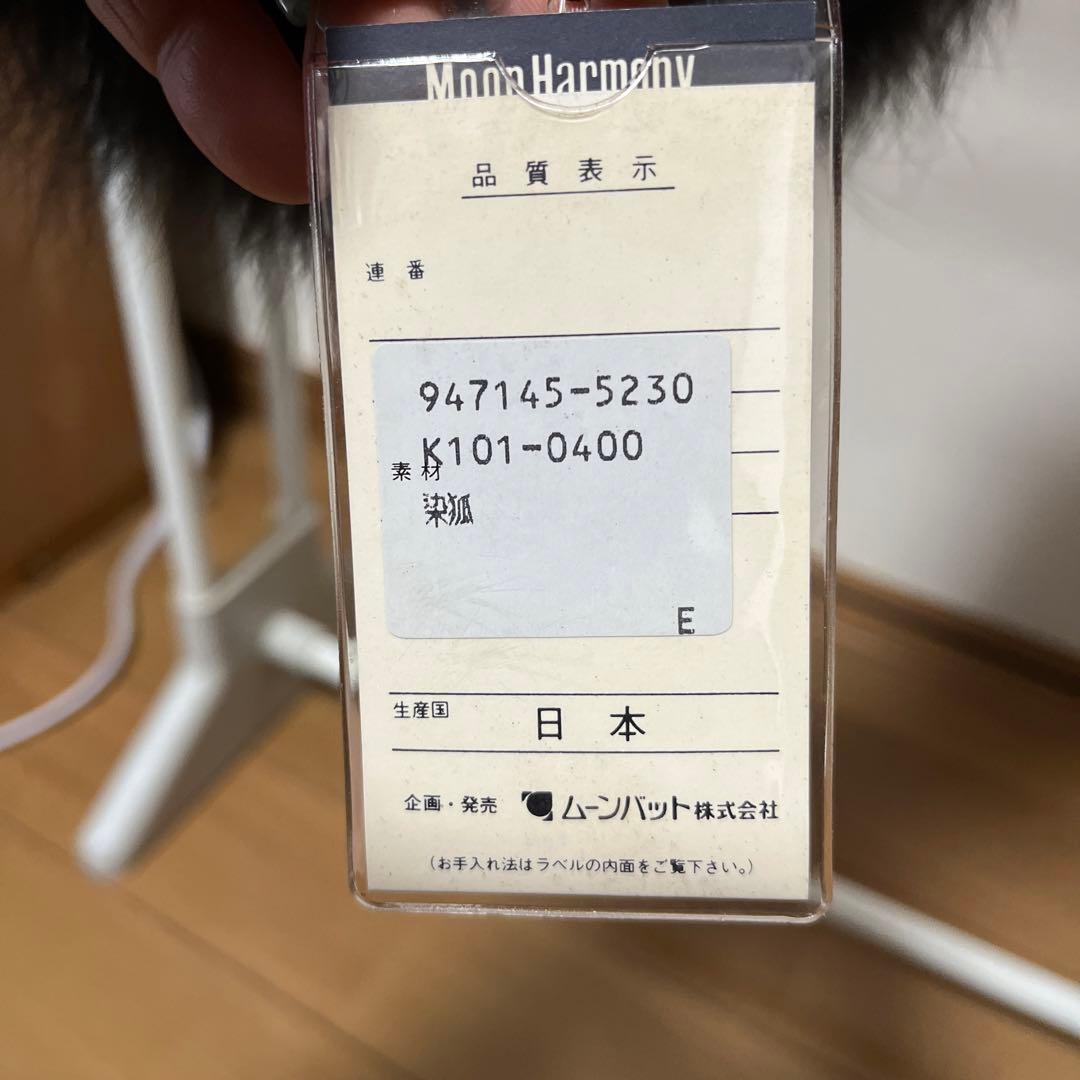 Moon Harmony
品質表示
連番
947145-5230
K101-0400
素材
染狐
E
生産国 日本
企画・発売 ムーンバット株式会社
(お手入れ法はラベルの内面をご覧下さい。)